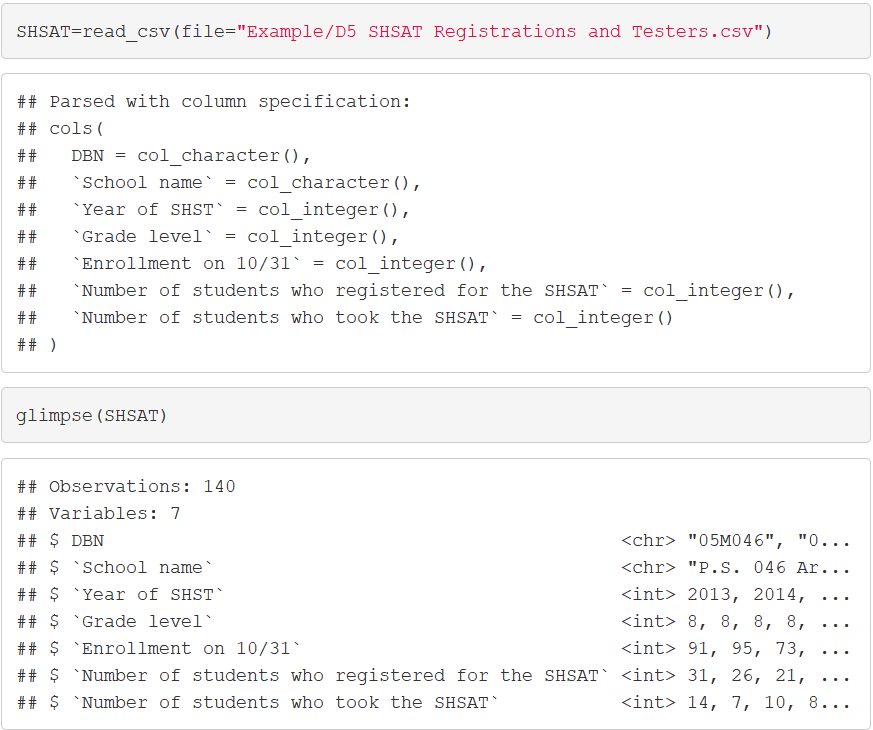 SHSAT=read_csv(file="Example/D5 SHSAT Registrations and Testers.csv")
## Parsed with column specification:
## cols(
##   DBN = col_character(),
##   `School name` = col_character(),
##   `Year of SHST` = col_integer(),
##   `Grade level` = col_integer(),
##   `Enrollment on 10/31` = col_integer(),
##   `Number of students who registered for the SHSAT` = col_integer(),
##   `Number of students who took the SHSAT` = col_integer()
## )
glimpse(SHSAT)
## Observations: 140
## Variables: 7
## $ DBN                                               <chr> "05M046", "0...
## $ `School name`                                     <chr> "P.S. 046 Ar...
## $ `Year of SHST`                                    <int> 2013, 2014, ...
## $ `Grade level`                                     <int> 8, 8, 8, 8, ...
## $ `Enrollment on 10/31`                             <int> 91, 95, 73, ...
## $ `Number of students who registered for the SHSAT` <int> 31, 26, 21, ...
## $ `Number of students who took the SHSAT`           <int> 14, 7, 10, 8...